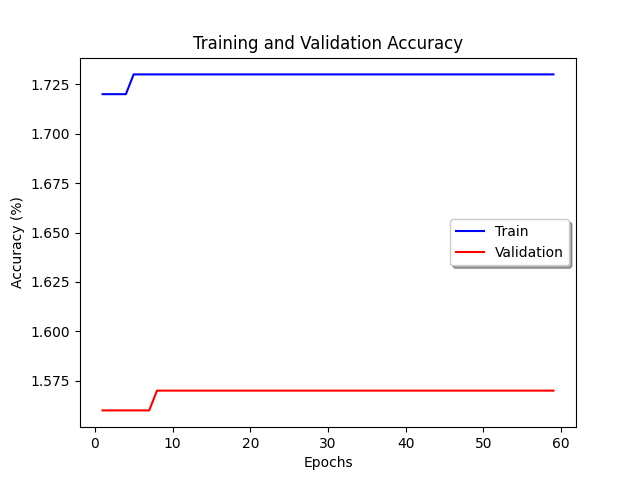 Training and Validation Accuracy
Accuracy (%)
1.725
1.700
1.675
1.650
1.625
1.600
1.575
Train
Validation
0 10 20 30 40 50 60
Epochs